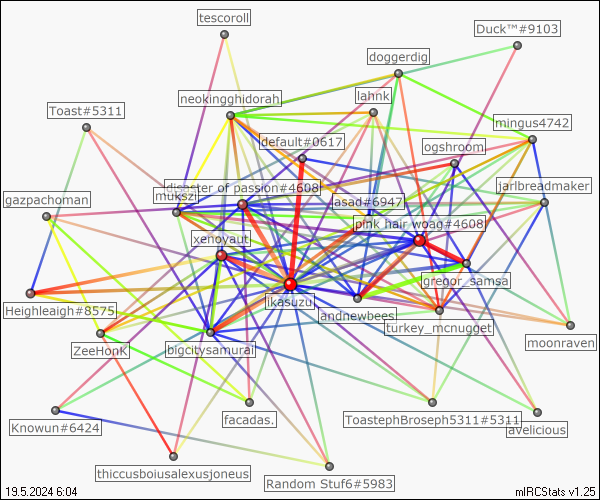 tescoroll
Duck™#9103
doggerdig
neokingghidorah
lahnk
Toast#5311
mingus4742
default#0617
ogshroom
disaster of passion#4608
jarlbreadmaker
mukszi
asad#6947
gazpachoman
pink hair woag#4608
xenoyaut
gregor_samsa
ikasuzu
Heighleaigh#8575
andnewbees
turkey_mcnugget
moonraven
ZeeHonK
bigcitysamurai
facadas.
ToastephBroseph5311#5311
avelicious
Knowun#6424
thiccusboiusalexusjoneus
Random Stuf6#5983
19.5.2024 6:04
mIRCStats v1.25